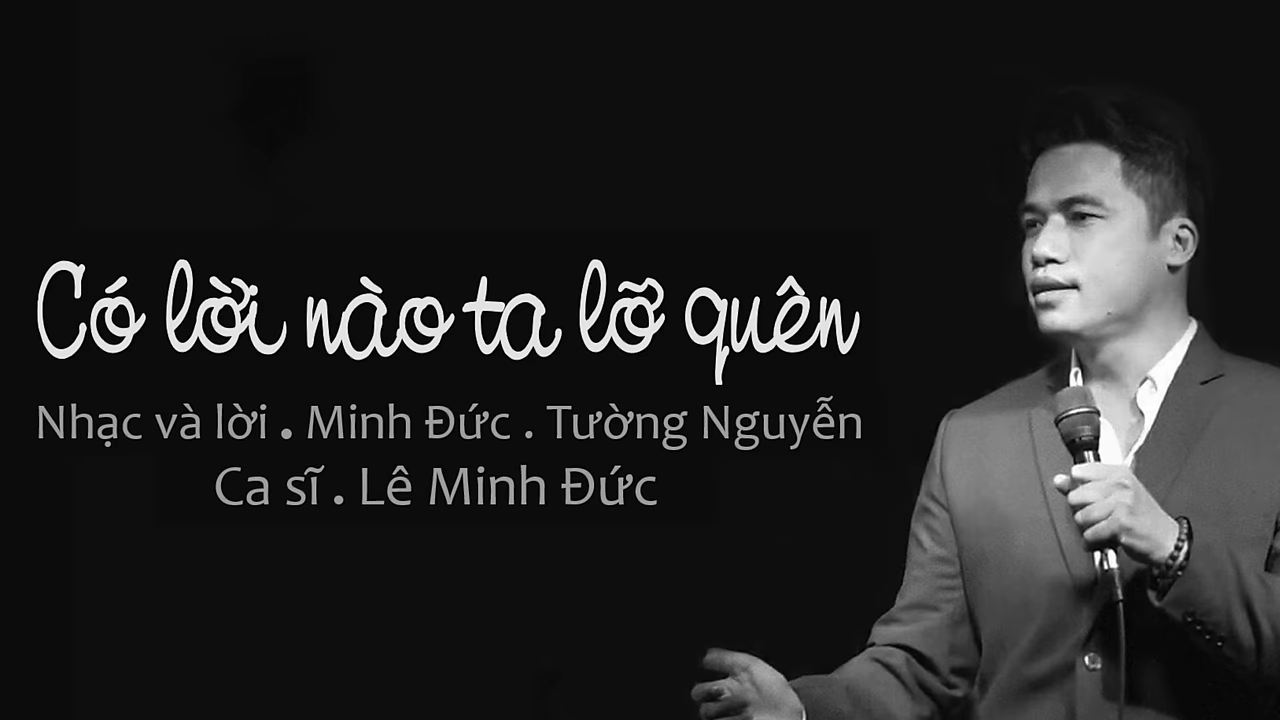 Có lời nào ta lỡ quên
Nhạc và lời . Minh Đức . Tường Nguyễn
Ca sĩ . Lê Minh Đức